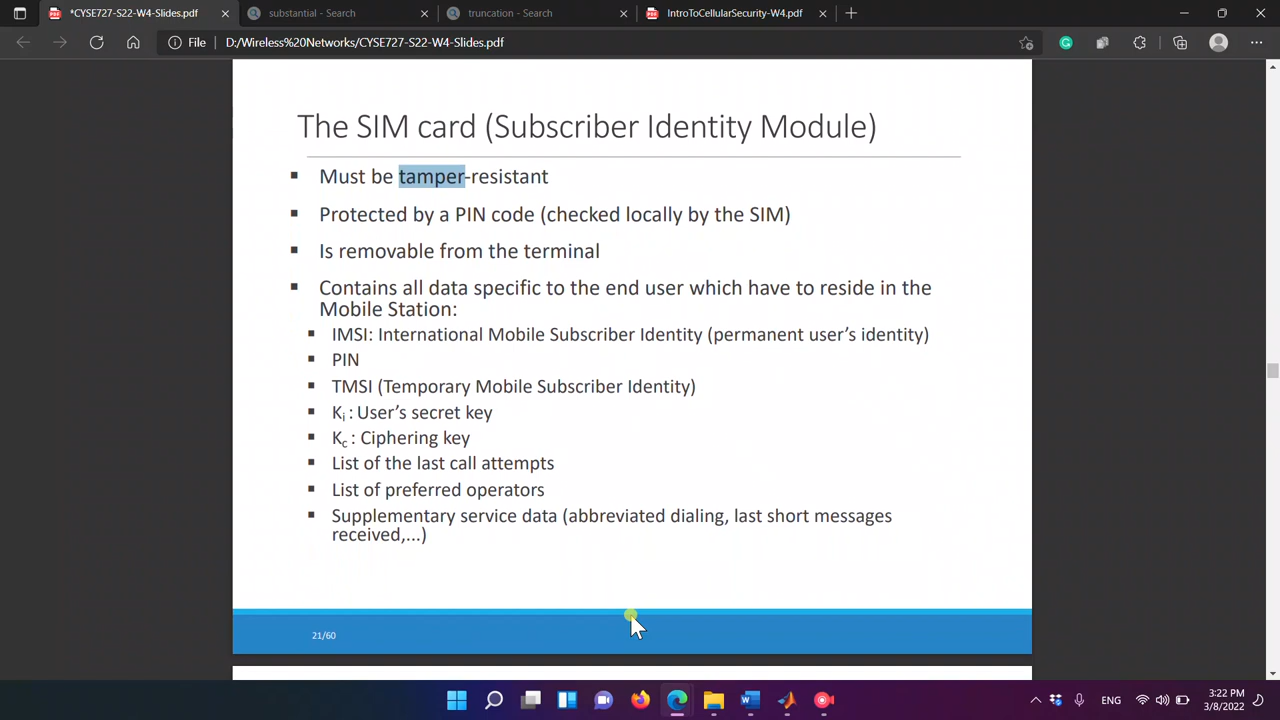 *CYSE727-S22-W4-Slides.pdf
substantial - Search
truncation - Search
IntroToCellularSecurity-W4.pdf
File
D:/Wireless%20Networks/CYSE727-S22-W4-Slides.pdf
The SIM card (Subscriber Identity Module)
Must be tamper-resistant
Protected by a PIN code (checked locally by the SIM)
Is removable from the terminal
Contains all data specific to the end user which have to reside in the
Mobile Station:
IMSI: International Mobile Subscriber Identity (permanent user's identity)
PIN
TMSI (Temporary Mobile Subscriber Identity)
Ki : User's secret key
Kc : Ciphering key
List of the last call attempts
List of preferred operators
Supplementary service data (abbreviated dialing, last short messages
received,...)
21/60
ENG
3:22 PM
3/8/2022